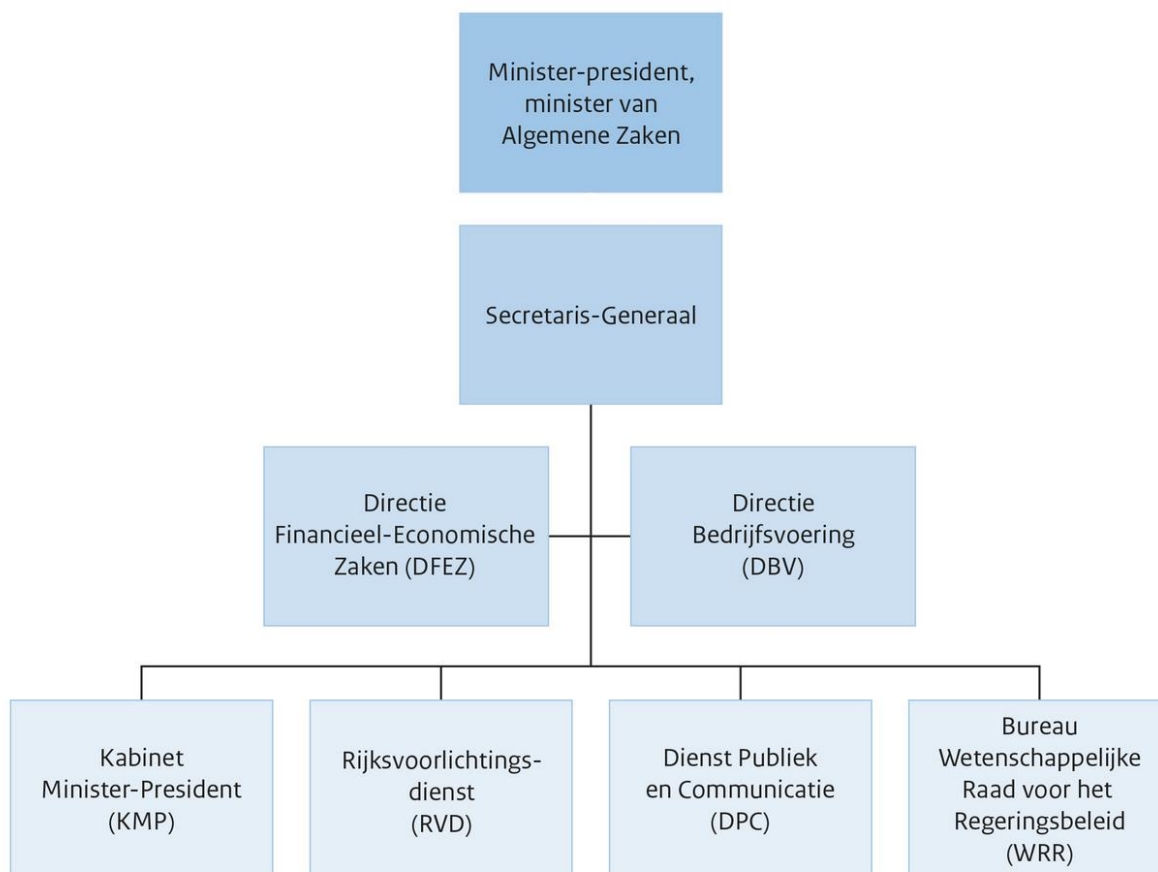 Minister-president,
minister van
Algemene Zaken
Secretaris-Generaal
Directie
Financieel-Economische
Zaken (DFEZ)
Directie
Bedrijfsvoering
(DBV)
Kabinet
Minister-President
(KMP)
Rijksvoorlichtings-
dienst
(RVD)
Dienst Publiek
en Communicatie
(DPC)
Bureau
Wetenschappelijke
Raad voor het
Regeringsbeleid
(WRR)